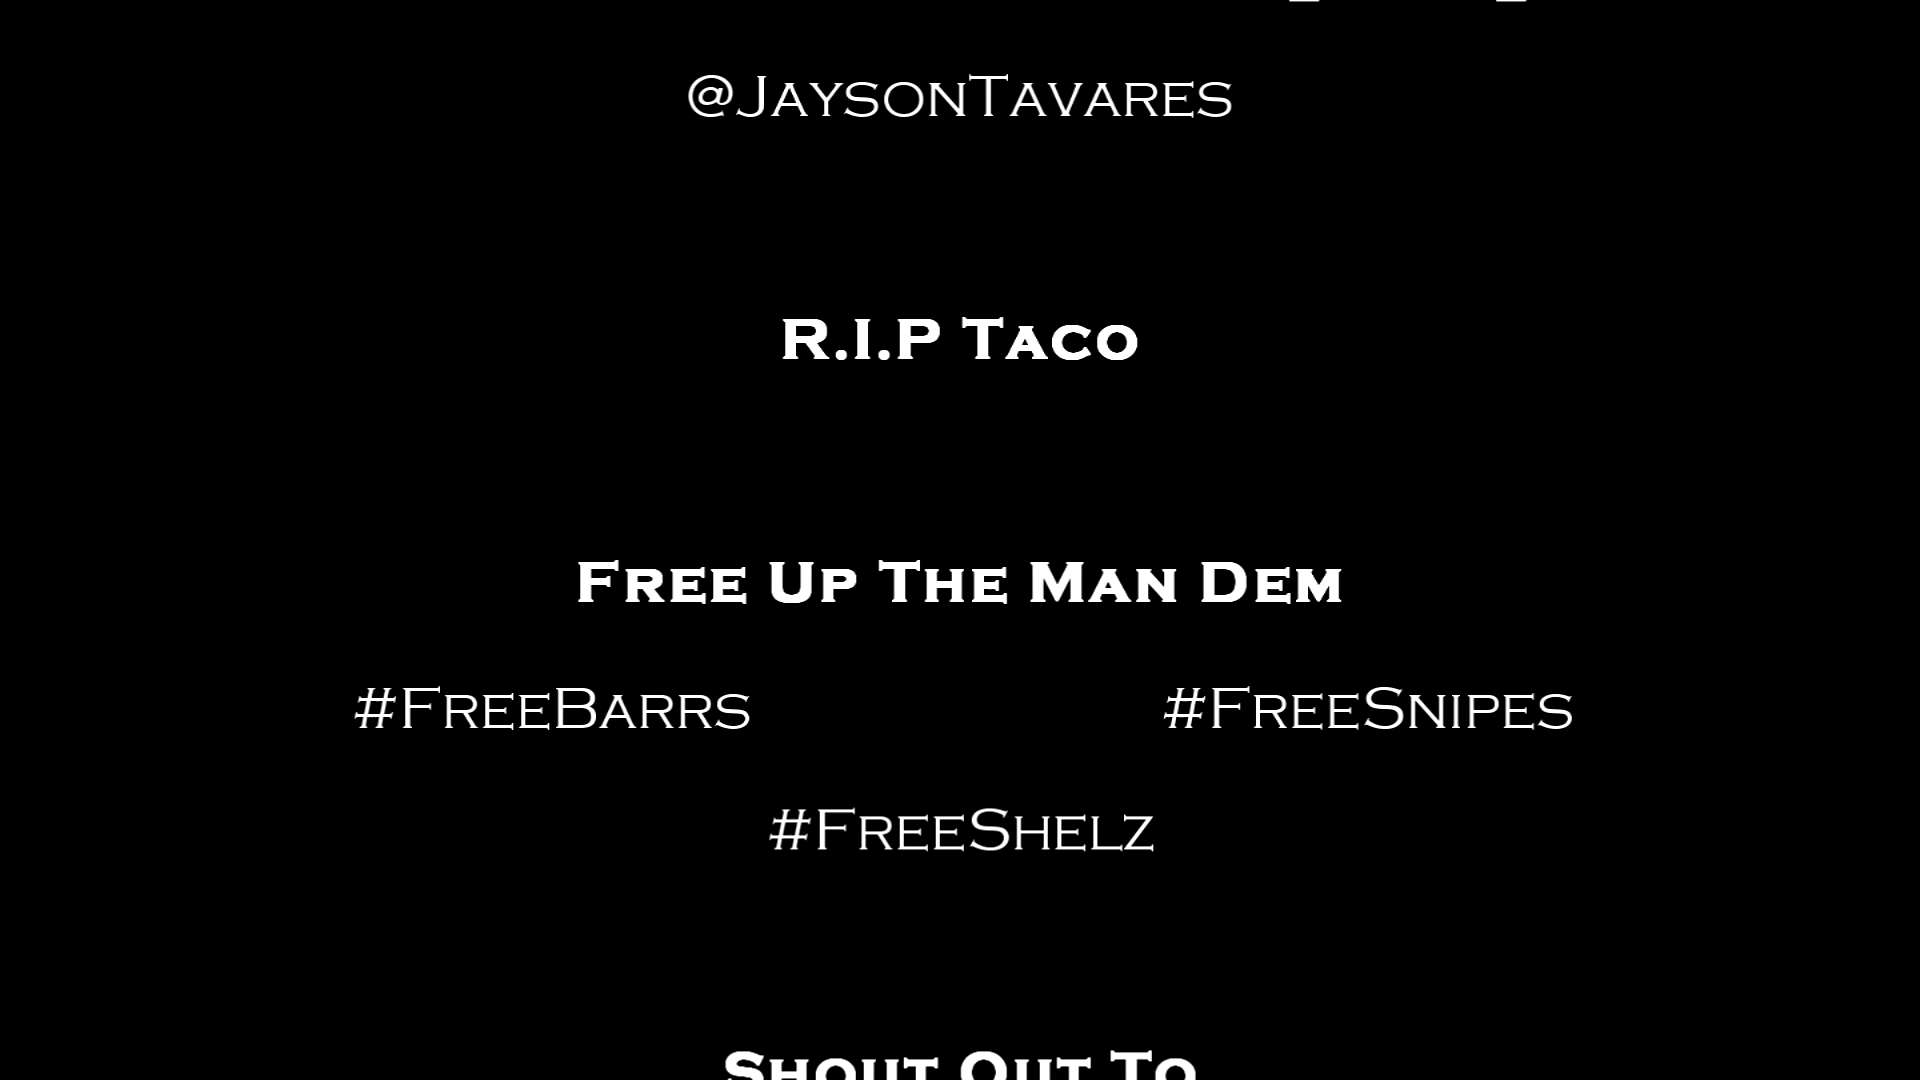 @JaysonTavares
R.I.P Taco
Free Up The Man Dem
#FreeBarrs #FreeSnipes
#FreeShelz
Shout Out To